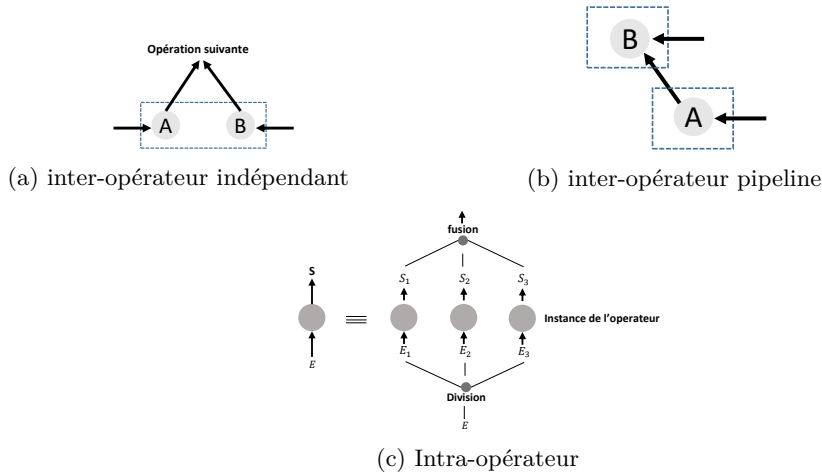 Opération suivante
A
B
(a) inter-opérateur indépendant
B
A
(b) inter-opérateur pipeline
fusion
S
S₁
S₂
S₃
Instance de l'operateur
E₁
E₂
E₃
E
Division
E
(c) Intra-opérateur